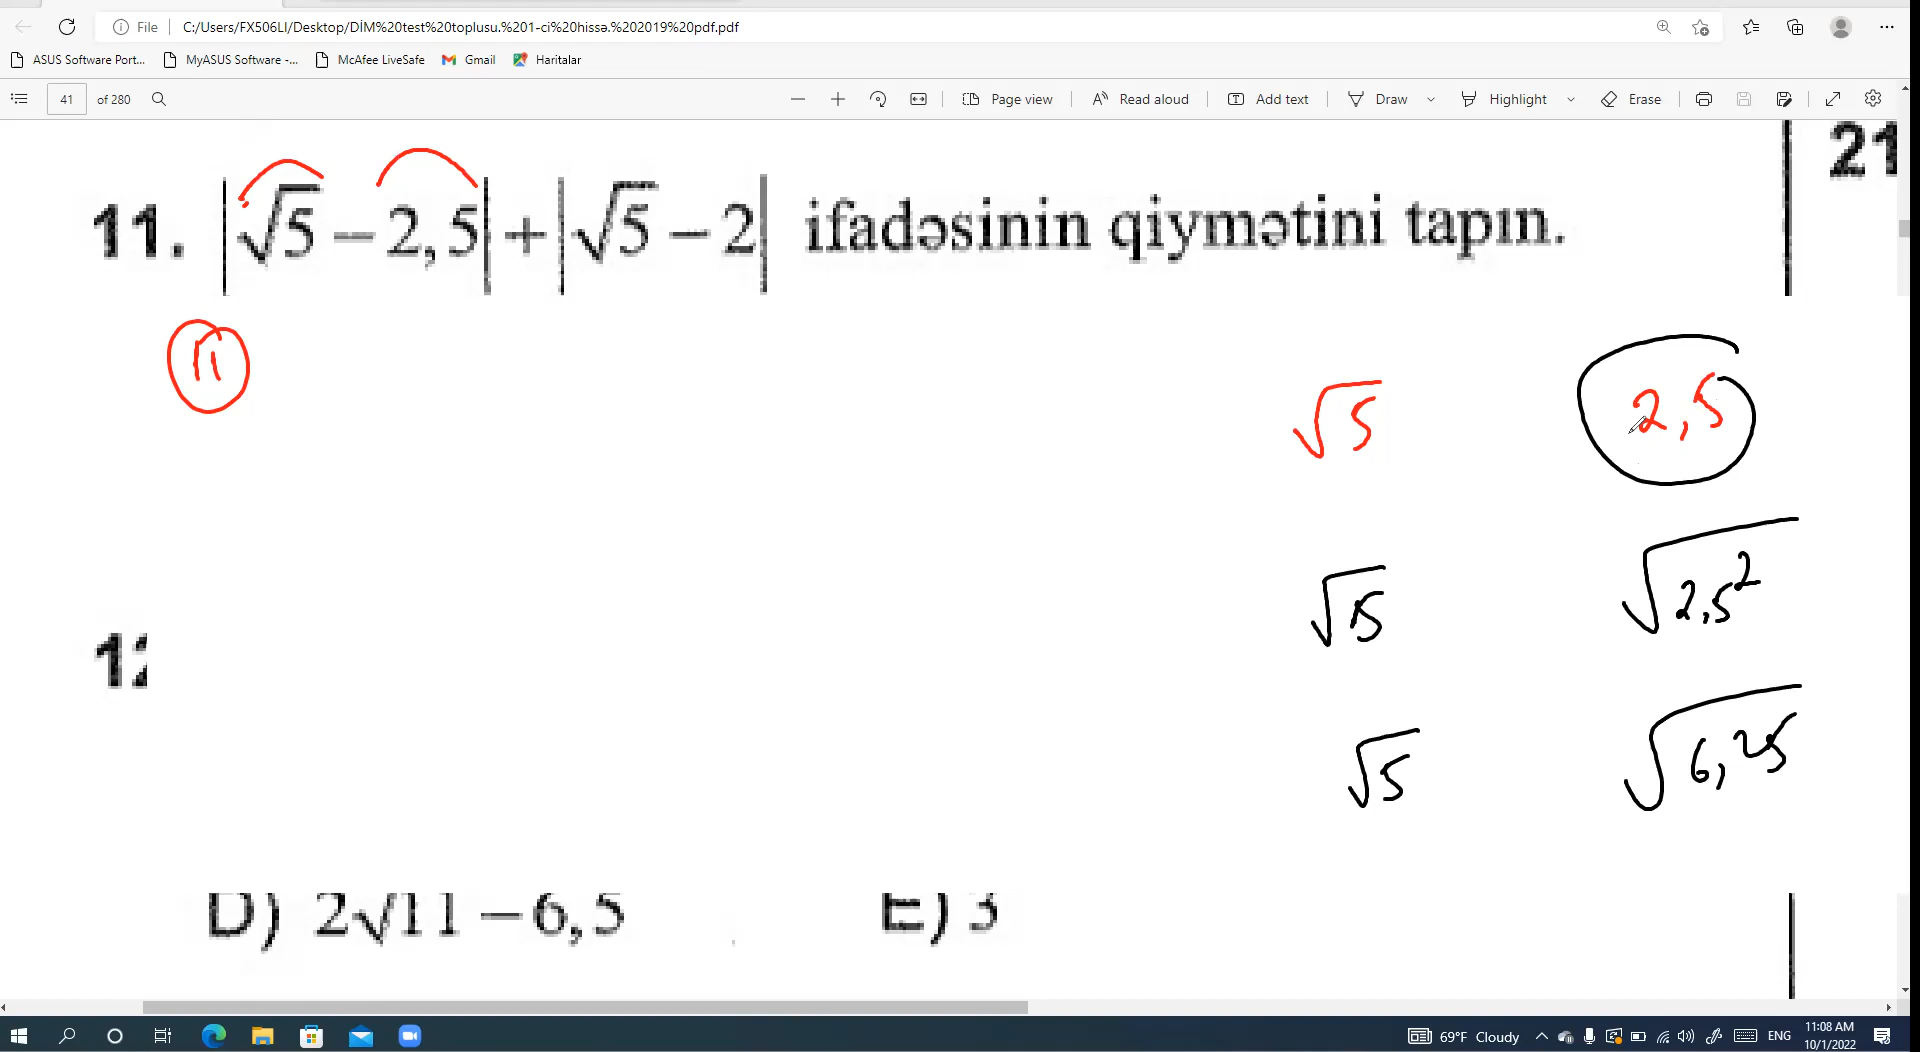 File C:/Users/FX506LI/Desktop/DİM%20test%20toplusu.%201-ci%20hissə.%202019%20pdf.pdf
ASUS Software Port... MyASUS Software -... McAfee LiveSafe Gmail Haritalar
41 of 280 Page view Read aloud Add text Draw Highlight Erase
21
11. |√5 − 2,5| + |√5 − 2| ifadəsinin qiymətini tapın.
11
√5 2,5
√5 √2,5²
√5 √6,25
D) 2√11 − 6,5 E) 3
69°F Cloudy ENG 11:08 AM
10/1/2022